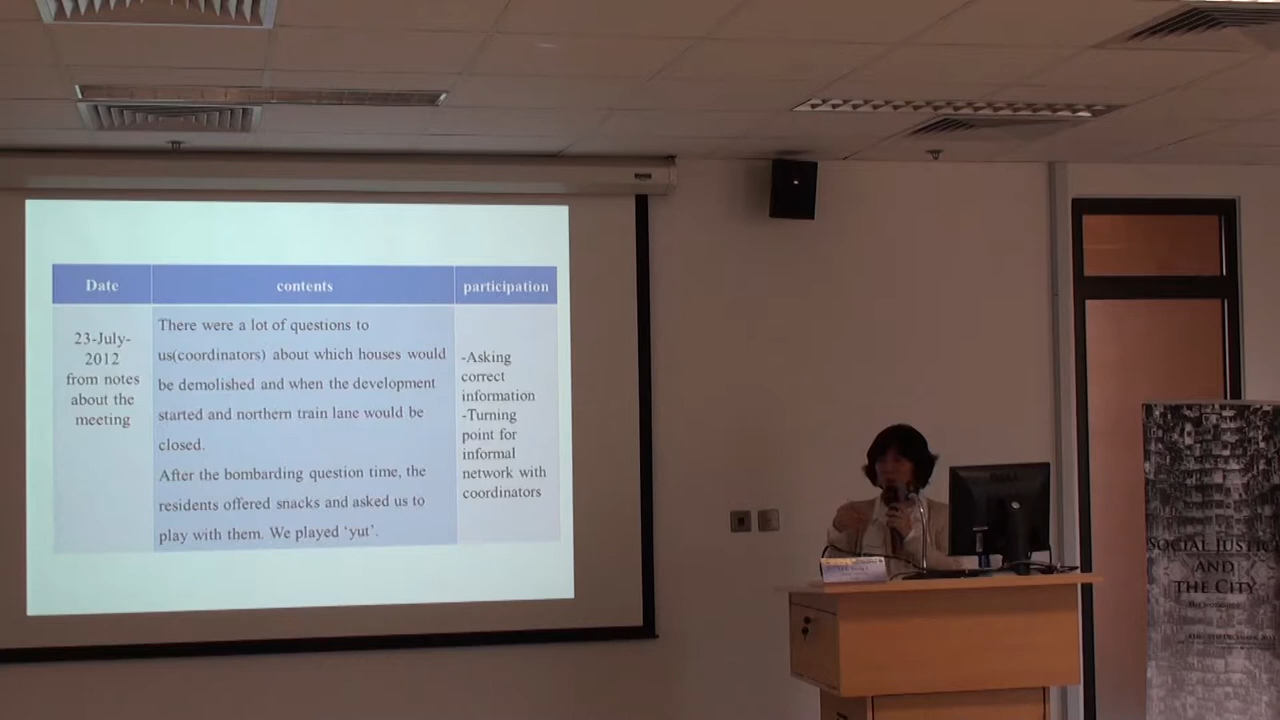 Date
contents
participation
23-July-
2012
from notes
about the
meeting
There were a lot of questions to
us(coordinators) about which houses would
be demolished and when the development
started and northern train lane would be
closed.
After the bombarding question time, the
residents offered snacks and asked us to
play with them. We played ‘yut’.
-Asking
correct
information
-Turning
point for
informal
network with
coordinators
SOCIAL JUSTIC
AND
THE CITY